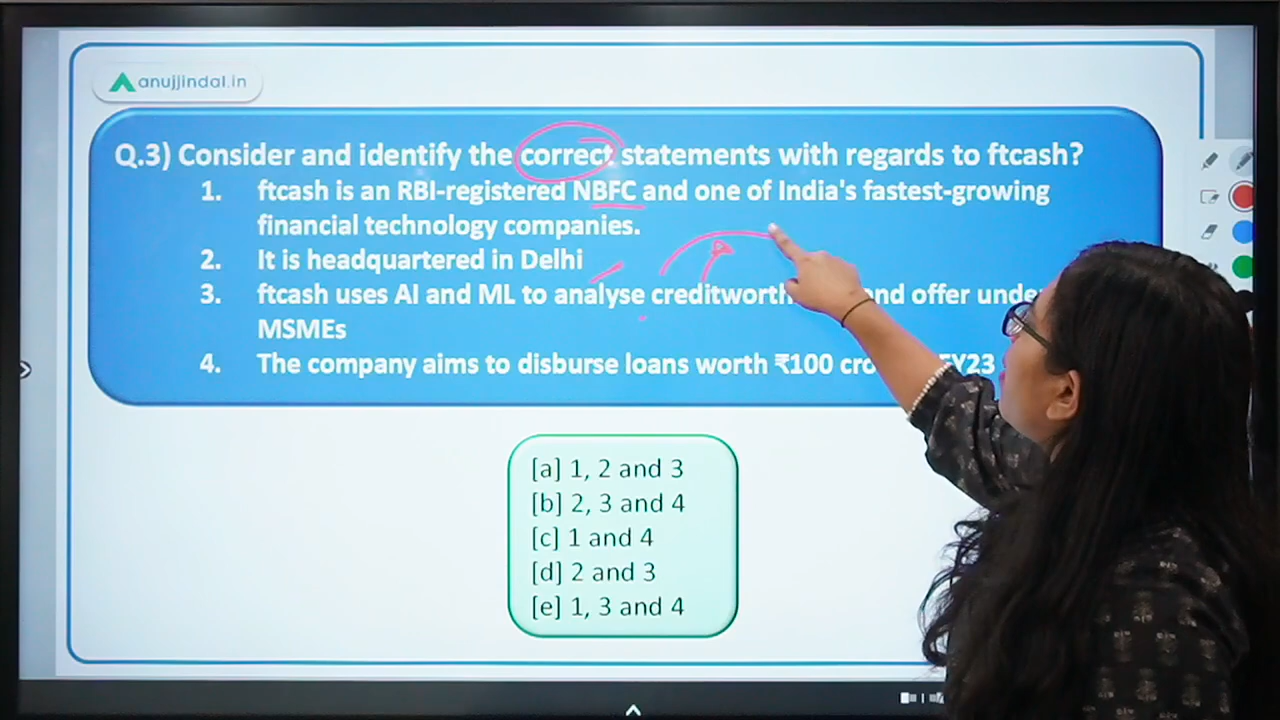 anujjindal.in
Q.3) Consider and identify the correct statements with regards to ftcash?
1. ftcash is an RBI-registered NBFC and one of India's fastest-growing
financial technology companies.
2. It is headquartered in Delhi
3. ftcash uses AI and ML to analyse and offer
MSMEs
4. The company aims to disburse loans worth ₹100 FY23
[a] 1, 2 and 3
[b] 2, 3 and 4
[c] 1 and 4
[d] 2 and 3
[e] 1, 3 and 4